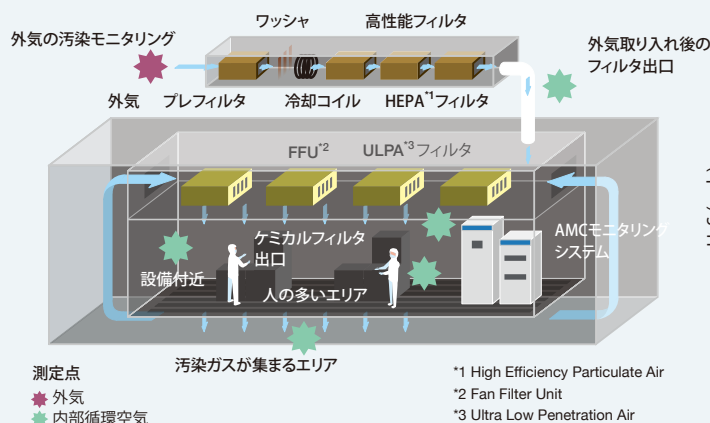 ワッシャ
高性能フィルタ
外気の汚染モニタリング
外気取り入れ後の
フィルタ出口
外気
プレフィルタ
冷却コイル
HEPA*1フィルタ
FFU*2
ULPA*3フィルタ
ケミカルフィルタ
出口
AMCモニタリング
システム
設備付近
人の多いエリア
汚染ガスが集まるエリア
測定点
外気
内部循環空気
*1 High Efficiency Particulate Air
*2 Fan Filter Unit
*3 Ultra Low Penetration Air